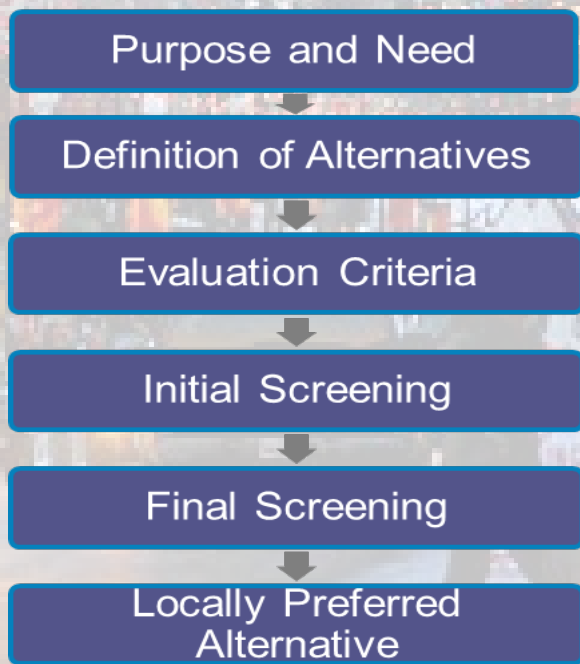 Purpose and Need
Definition of Alternatives
Evaluation Criteria
Initial Screening
Final Screening
Locally Preferred
Alternative